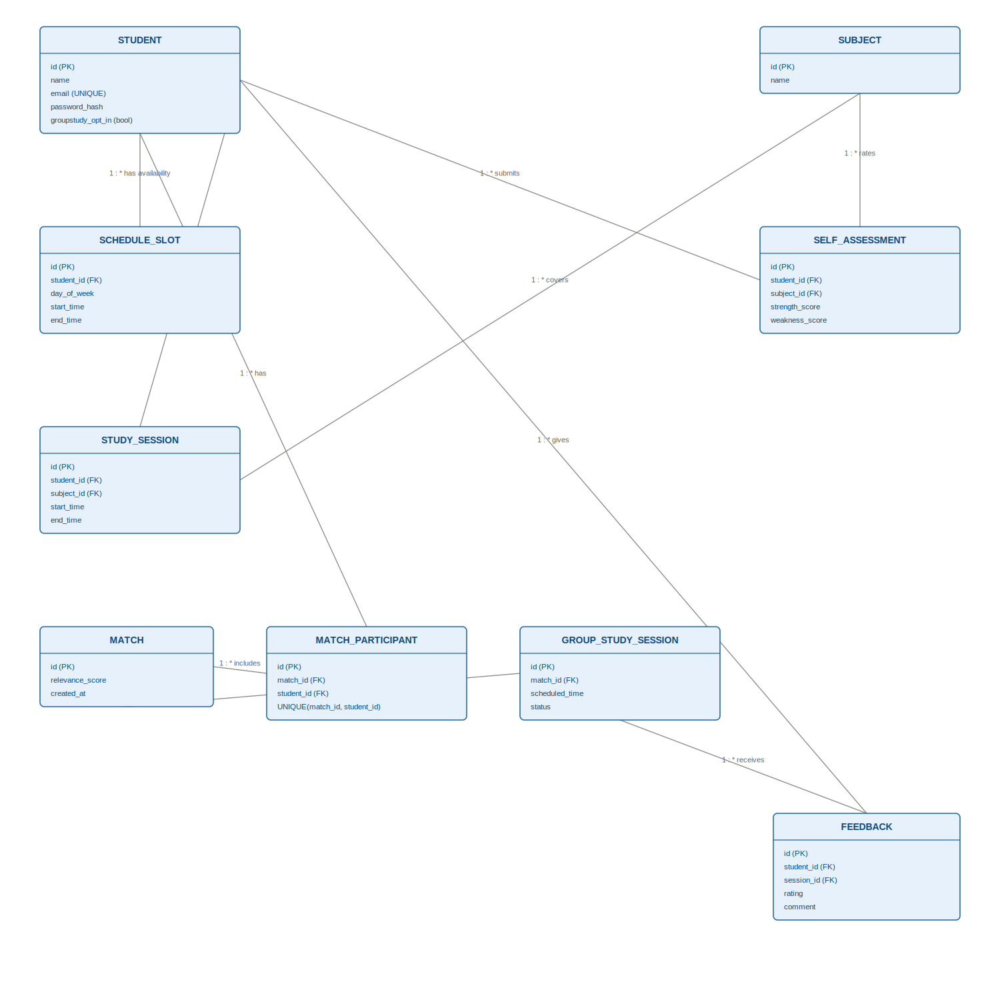 STUDENT
id (PK)
name
email (UNIQUE)
password_hash
groupstudy_opt_in (bool)
SUBJECT
id (PK)
name
1 : * has availability
1 : * submits
1 : * rates
SCHEDULE_SLOT
id (PK)
student_id (FK)
day_of_week
start_time
end_time
SELF_ASSESSMENT
id (PK)
student_id (FK)
subject_id (FK)
strength_score
weakness_score
1 : * covers
1 : * has
STUDY_SESSION
id (PK)
student_id (FK)
subject_id (FK)
start_time
end_time
1 : * gives
MATCH
id (PK)
relevance_score
created_at
1 : * includes
MATCH_PARTICIPANT
id (PK)
match_id (FK)
student_id (FK)
UNIQUE(match_id, student_id)
GROUP_STUDY_SESSION
id (PK)
match_id (FK)
scheduled_time
status
1 : * receives
FEEDBACK
id (PK)
student_id (FK)
session_id (FK)
rating
comment